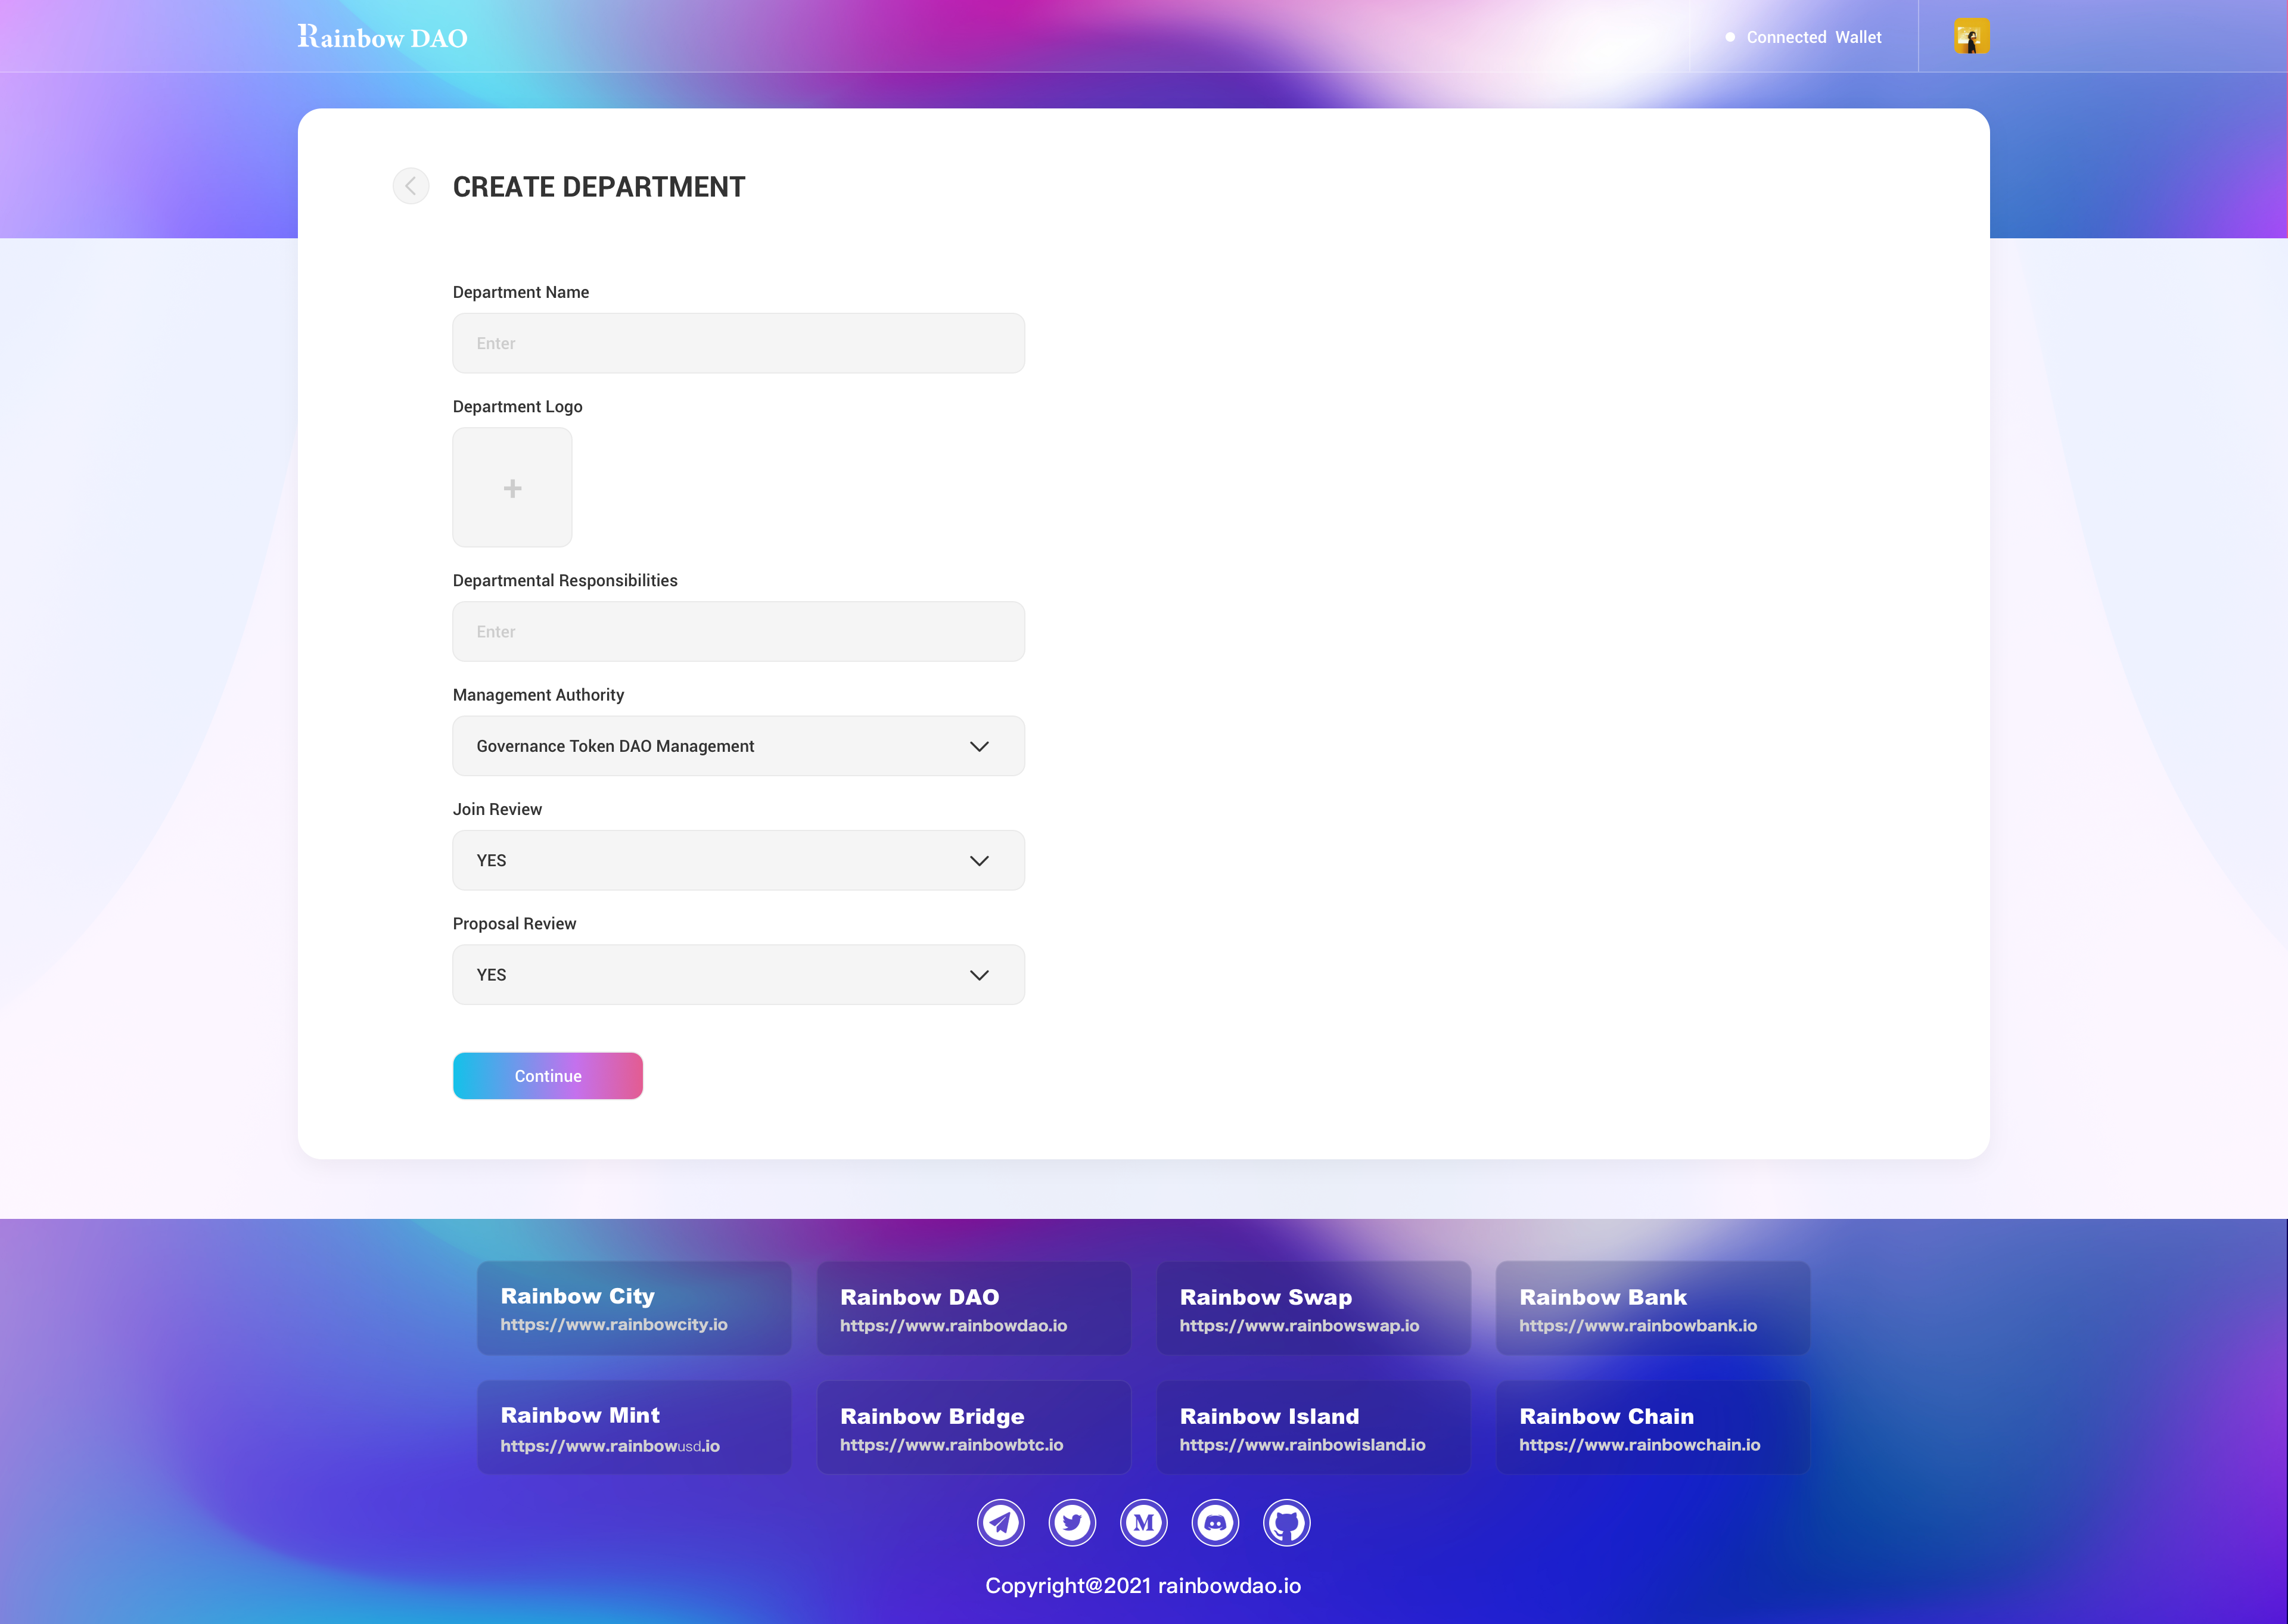 Rainbow DAO
Connected Wallet
CREATE DEPARTMENT
Department Name
Enter
Department Logo
+
Departmental Responsibilities
Enter
Management Authority
Governance Token DAO Management
Join Review
YES
Proposal Review
YES
Continue
Rainbow City
https://www.rainbowcity.io
Rainbow DAO
https://www.rainbowdao.io
Rainbow Swap
https://www.rainbowswap.io
Rainbow Bank
https://www.rainbowbank.io
Rainbow Mint
https://www.rainbowusd.io
Rainbow Bridge
https://www.rainbowbtc.io
Rainbow Island
https://www.rainbowisland.io
Rainbow Chain
https://www.rainbowchain.io
Copyright@2021 rainbowdao.io